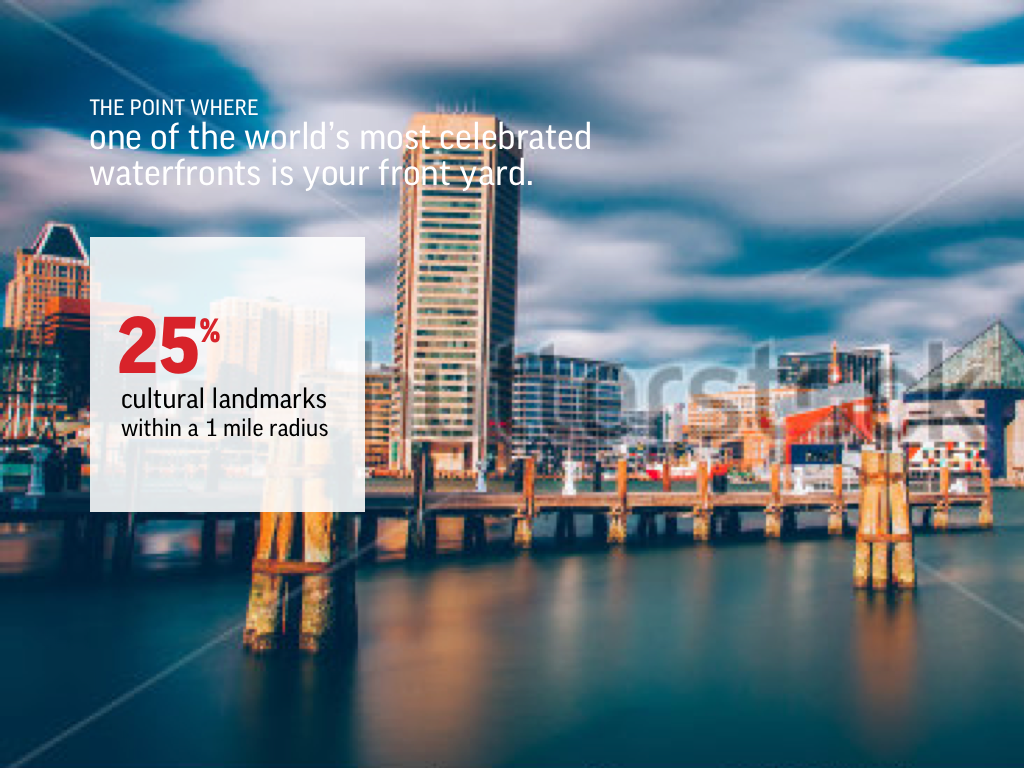 THE POINT WHERE
one of the world’s most celebrated
waterfronts is your front yard.
25%
cultural landmarks
within a 1 mile radius